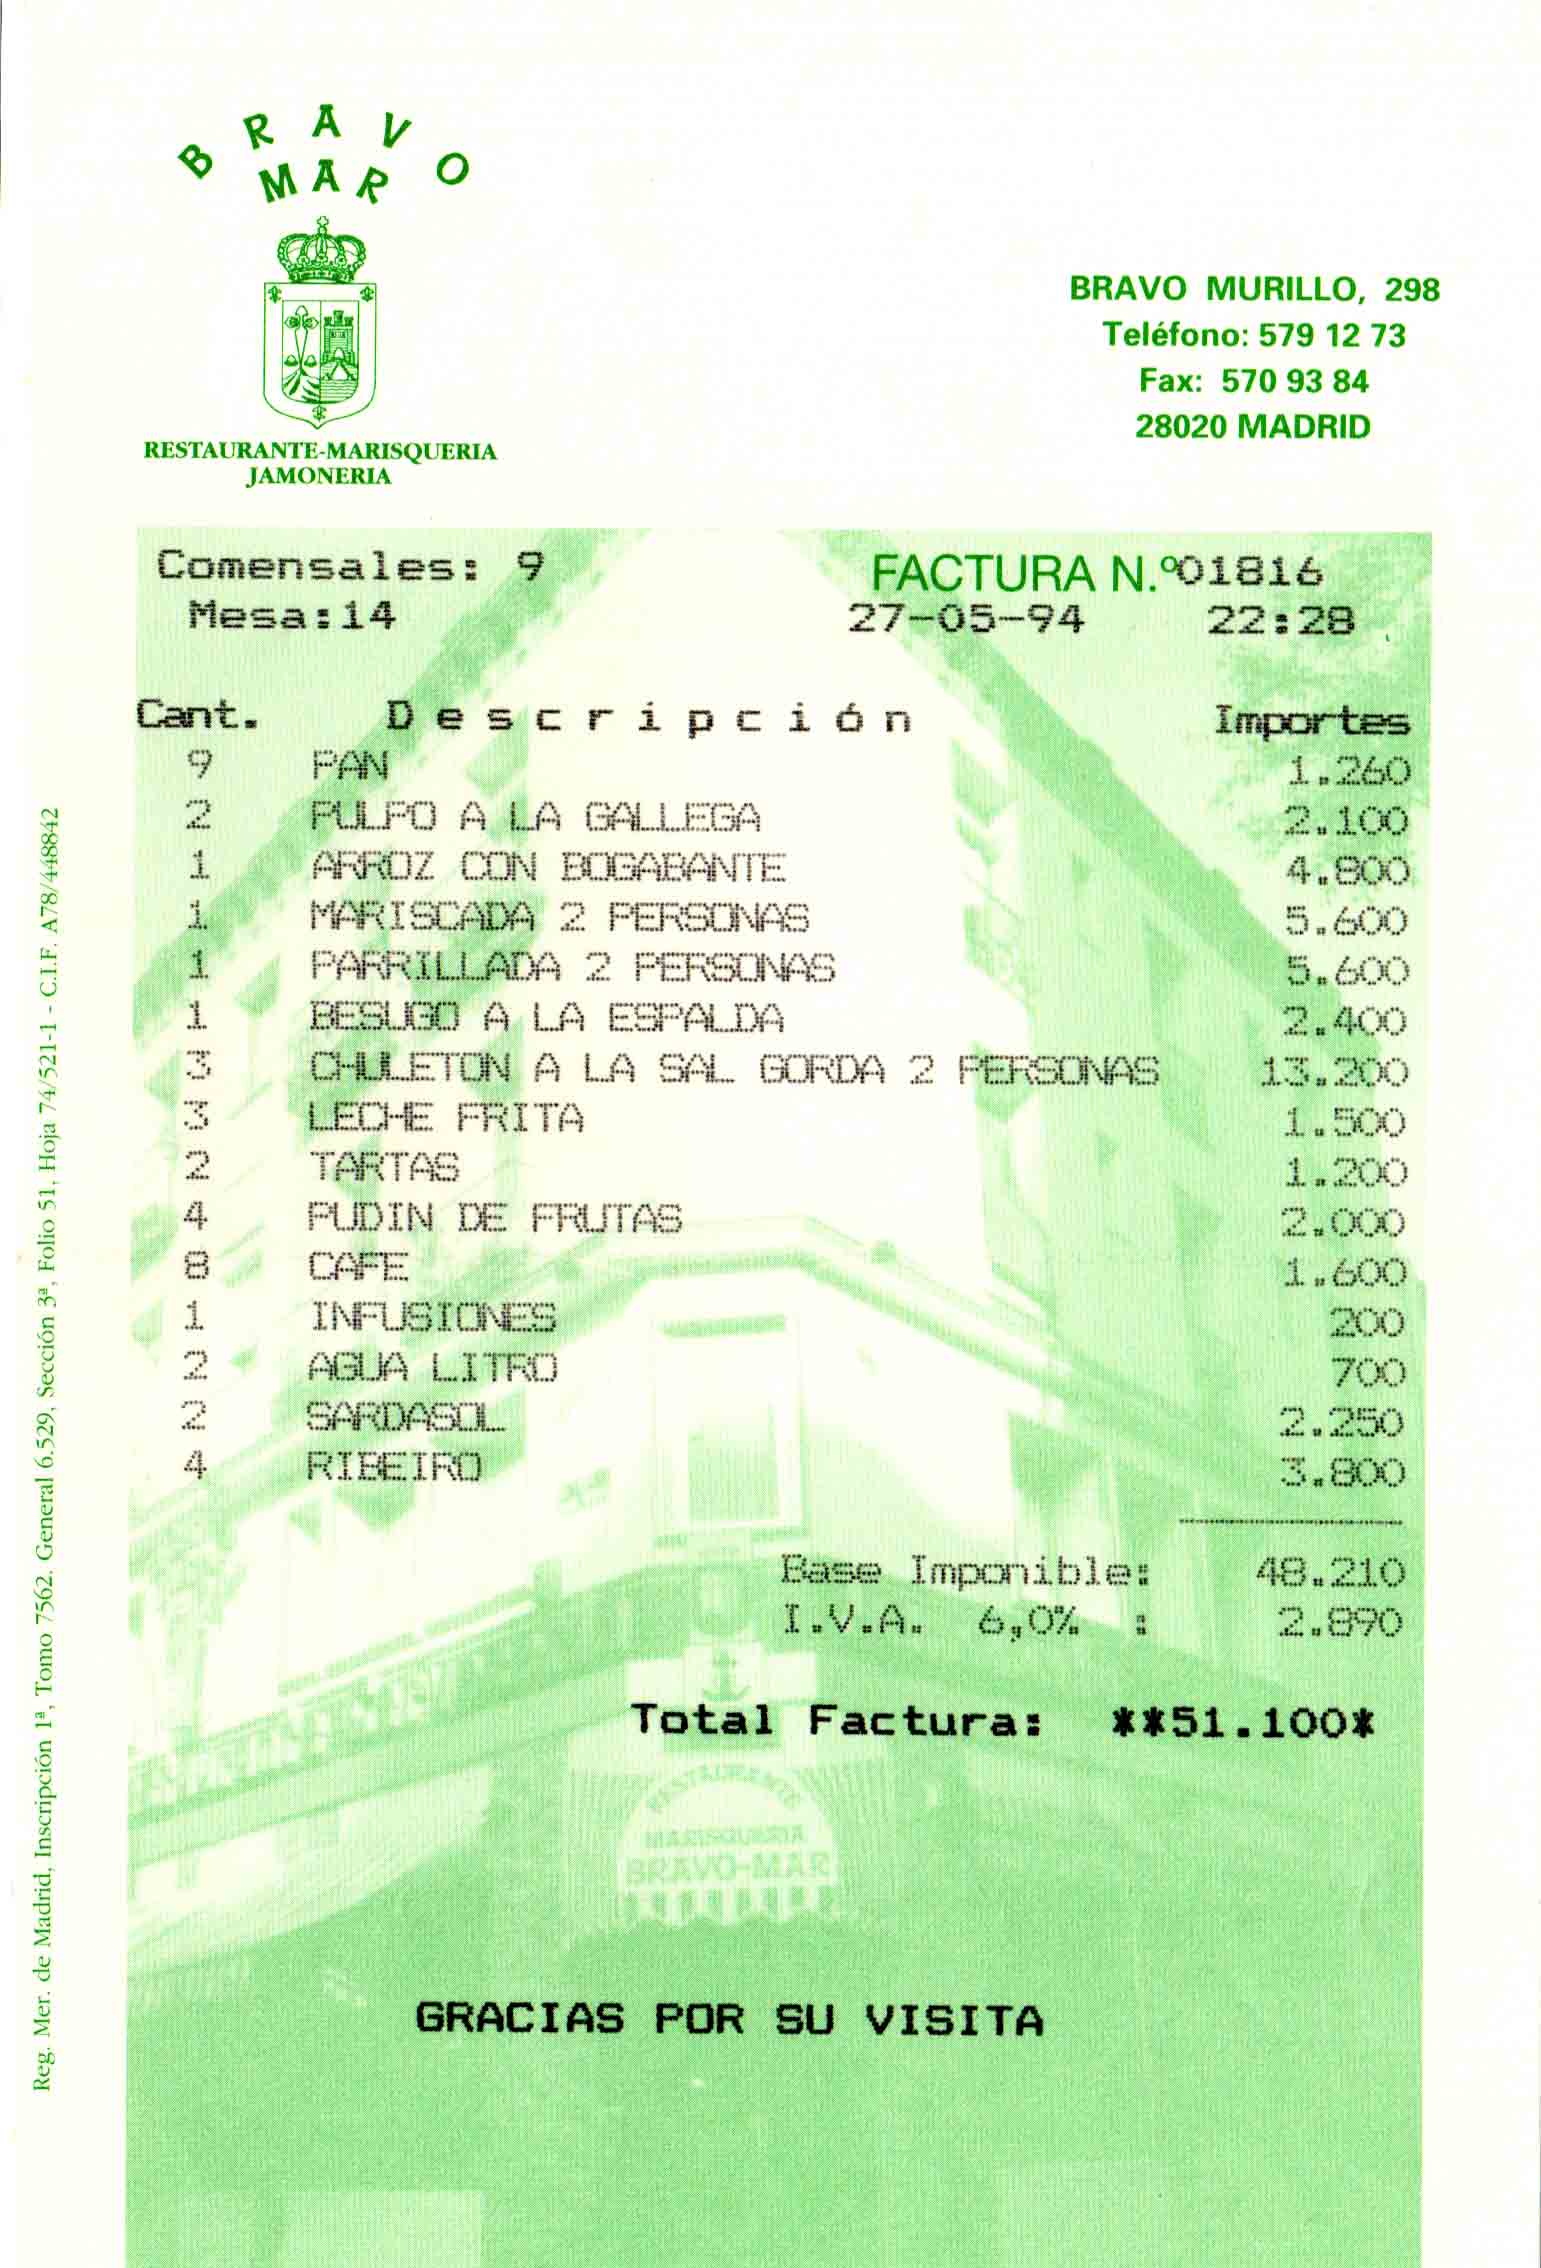 BRAVO
MAR
RESTAURANTE-MARISQUERIA
JAMONERIA
BRAVO MURILLO, 298
Teléfono: 579 12 73
Fax: 570 93 84
28020 MADRID
Comensales: 9 FACTURA N.º01816
Mesa:14 27-05-94 22:28
Cant. Descripción Importes
9 PAN 1.260
2 PULPO A LA GALLEGA 2.100
1 ARROZ CON BOGABANTE 4.800
1 MARISCADA 2 PERSONAS 5.600
1 PARRILLADA 2 PERSONAS 5.600
1 BESUGO A LA ESPALDA 2.400
3 CHULETON A LA SAL GORDA 2 PERSONAS 13.200
3 LECHE FRITA 1.500
2 TARTAS 1.200
4 PUDIN DE FRUTAS 2.000
8 CAFE 1.600
1 INFUSIONES 200
2 AGUA LITRO 700
2 SARDASOL 2.250
4 RIBEIRO 3.800
Base Imponible: 48.210
I.V.A. 6,0% : 2.890
Total Factura: **51.100*
RESTAURANTE
MARISQUERIA
BRAVO-MAR
GRACIAS POR SU VISITA
Reg. Mer. de Madrid, Inscripción 1ª, Tomo 7562. General 6.529, Sección 3ª, Folio 51, Hoja 74/521-1 - C.I.F. A78/448842